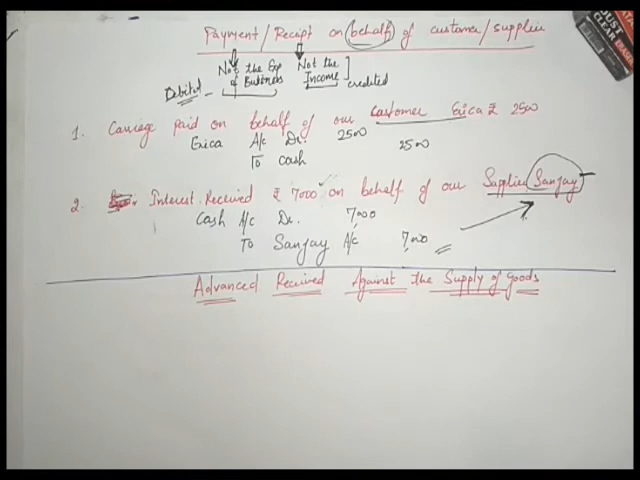 Payment / Receipt on behalf of customer / supplier
Not the Exp of Business
Not the Income
Debited
credited
1. Carriage paid on behalf of our customer Erica ₹ 2500
Erica A/c Dr. 2500
To cash 2500
2. Interest Received ₹ 7000 on behalf of our Supplier Sanjay
Cash A/c Dr. 7000
To Sanjay A/c 7000
Advanced Received Against the Supply of Goods
JUST
CLEAR